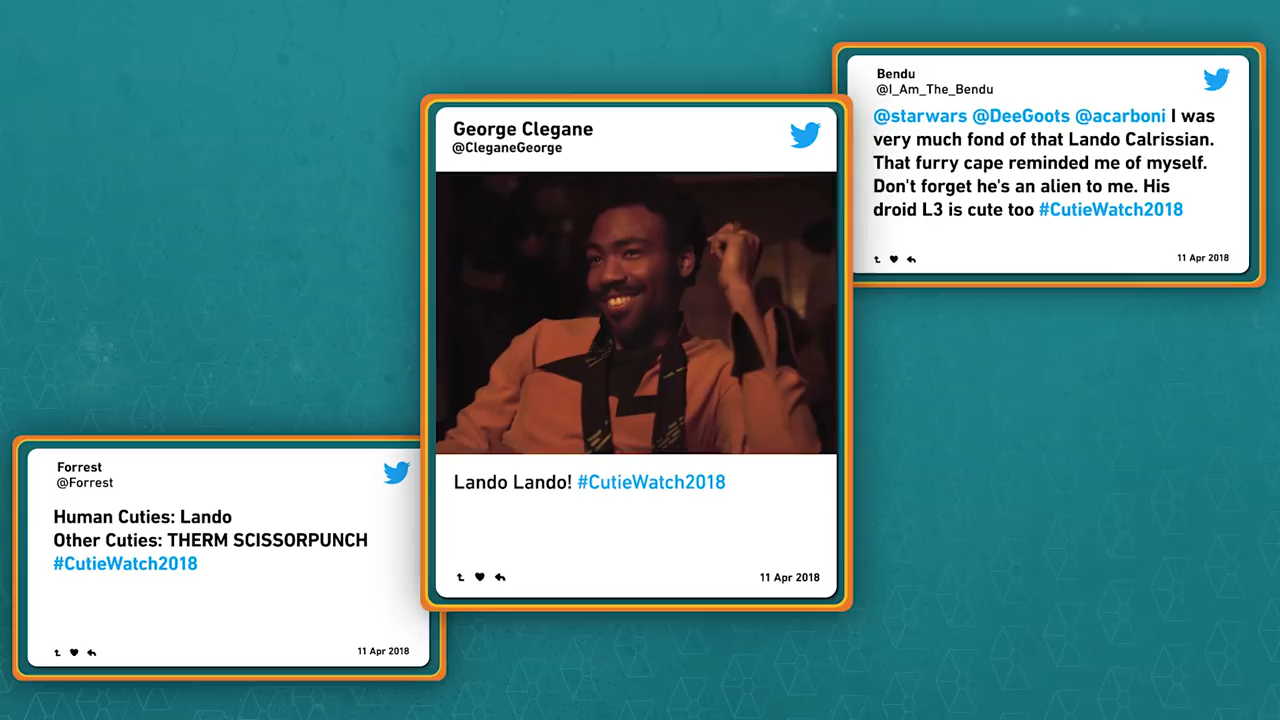 Forrest
@Forrest
Human Cuties: Lando
Other Cuties: THERM SCISSORPUNCH
#CutieWatch2018
11 Apr 2018
George Clegane
@CleganeGeorge
Lando Lando! #CutieWatch2018
11 Apr 2018
Bendu
@I_Am_The_Bendu
@starwars @DeeGoots @acarboni I was
very much fond of that Lando Calrissian.
That furry cape reminded me of myself.
Don't forget he's an alien to me. His
droid L3 is cute too #CutieWatch2018
11 Apr 2018